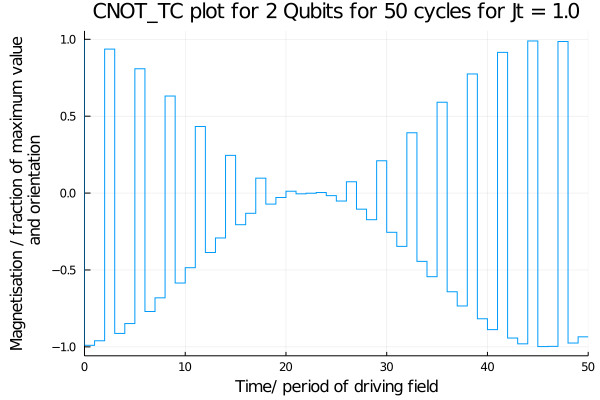 CNOT_TC plot for 2 Qubits for 50 cycles for Jt = 1.0
Magnetisation / fraction of maximum value
and orientation
1.0
0.5
0.0
−0.5
−1.0
0 10 20 30 40 50
Time/ period of driving field